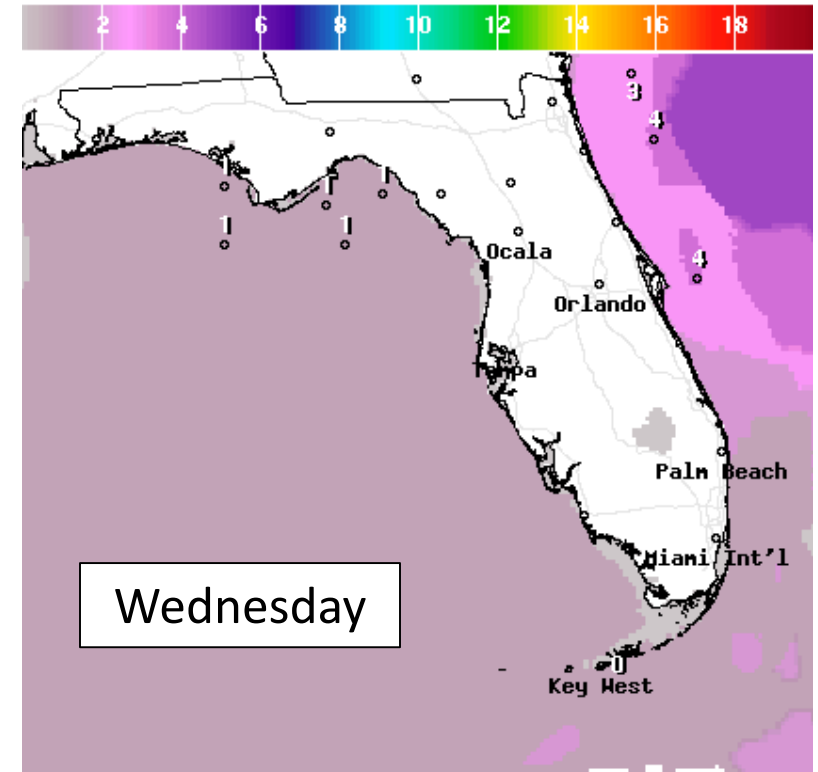 2 4 6 8 10 12 14 16 18
3
4
1 1 1
1 1
Ocala
4
Orlando
Tampa
Palm Beach
Miami Int'l
Wednesday
0
Key West